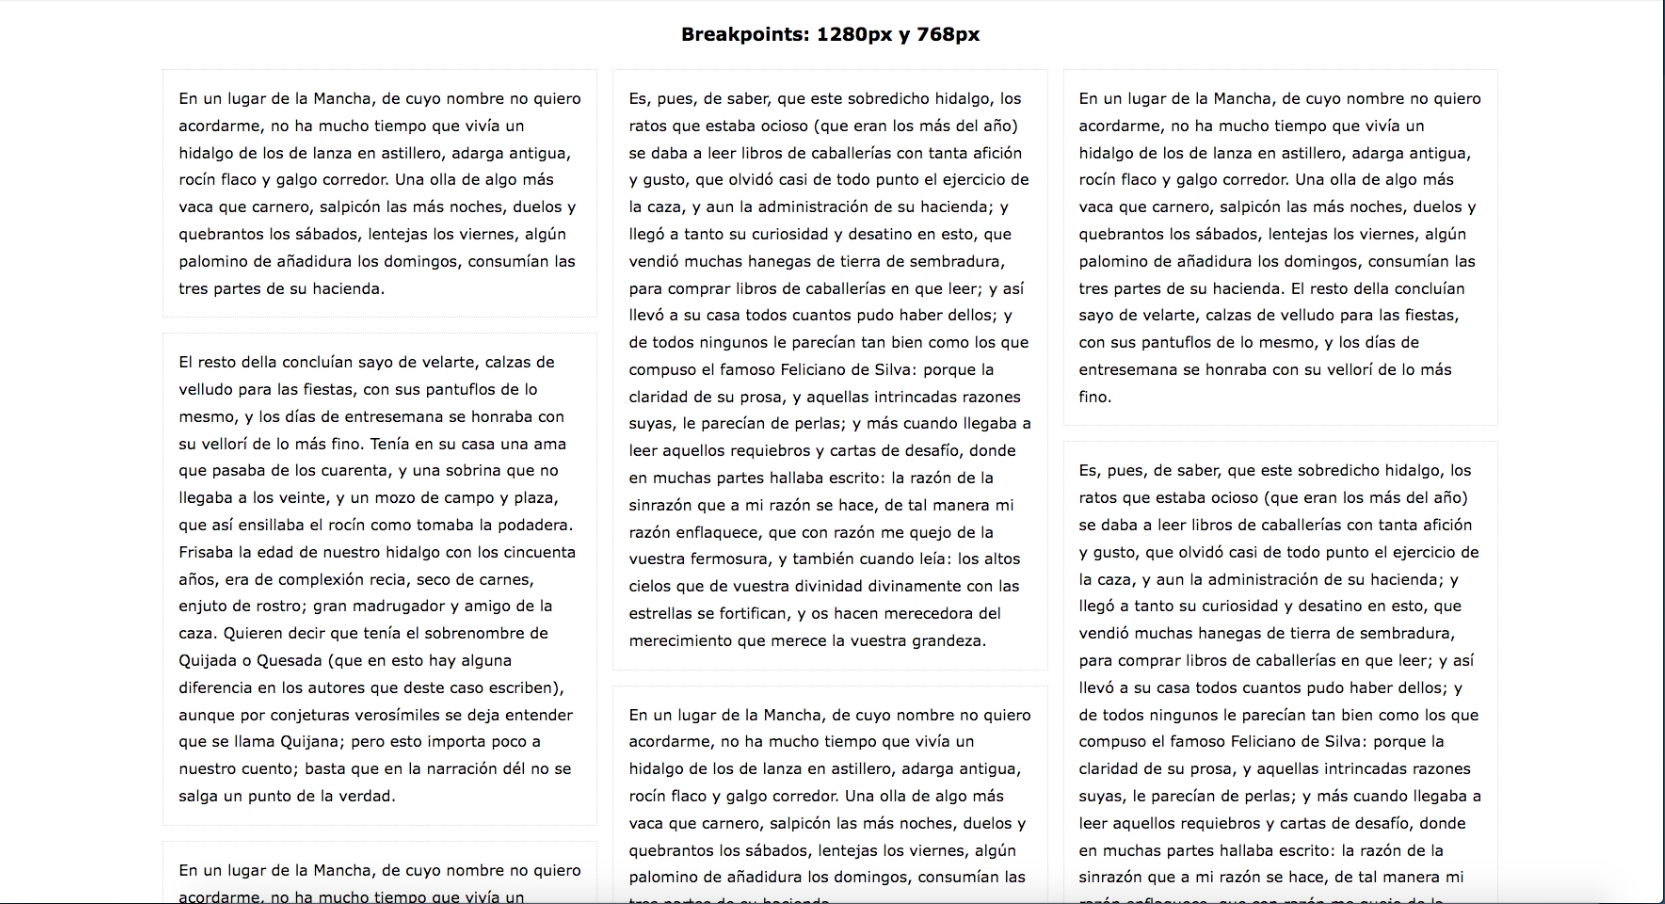 Breakpoints: 1280px y 768px
En un lugar de la Mancha, de cuyo nombre no quiero
acordarme, no ha mucho tiempo que vivía un
hidalgo de los de lanza en astillero, adarga antigua,
rocín flaco y galgo corredor. Una olla de algo más
vaca que carnero, salpicón las más noches, duelos y
quebrantos los sábados, lentejas los viernes, algún
palomino de añadidura los domingos, consumían las
tres partes de su hacienda.
El resto della concluían sayo de velarte, calzas de
velludo para las fiestas, con sus pantuflos de lo
mesmo, y los días de entresemana se honraba con
su vellorí de lo más fino. Tenía en su casa una ama
que pasaba de los cuarenta, y una sobrina que no
llegaba a los veinte, y un mozo de campo y plaza,
que así ensillaba el rocín como tomaba la podadera.
Frisaba la edad de nuestro hidalgo con los cincuenta
años, era de complexión recia, seco de carnes,
enjuto de rostro; gran madrugador y amigo de la
caza. Quieren decir que tenía el sobrenombre de
Quijada o Quesada (que en esto hay alguna
diferencia en los autores que deste caso escriben),
aunque por conjeturas verosímiles se deja entender
que se llama Quijana; pero esto importa poco a
nuestro cuento; basta que en la narración dél no se
salga un punto de la verdad.
En un lugar de la Mancha, de cuyo nombre no quiero
acordarme, no ha mucho tiempo que vivía un
Es, pues, de saber, que este sobredicho hidalgo, los
ratos que estaba ocioso (que eran los más del año)
se daba a leer libros de caballerías con tanta afición
y gusto, que olvidó casi de todo punto el ejercicio de
la caza, y aun la administración de su hacienda; y
llegó a tanto su curiosidad y desatino en esto, que
vendió muchas hanegas de tierra de sembradura,
para comprar libros de caballerías en que leer; y así
llevó a su casa todos cuantos pudo haber dellos; y
de todos ningunos le parecían tan bien como los que
compuso el famoso Feliciano de Silva: porque la
claridad de su prosa, y aquellas intrincadas razones
suyas, le parecían de perlas; y más cuando llegaba a
leer aquellos requiebros y cartas de desafío, donde
en muchas partes hallaba escrito: la razón de la
sinrazón que a mi razón se hace, de tal manera mi
razón enflaquece, que con razón me quejo de la
vuestra fermosura, y también cuando leía: los altos
cielos que de vuestra divinidad divinamente con las
estrellas se fortifican, y os hacen merecedora del
merecimiento que merece la vuestra grandeza.
En un lugar de la Mancha, de cuyo nombre no quiero
acordarme, no ha mucho tiempo que vivía un
hidalgo de los de lanza en astillero, adarga antigua,
rocín flaco y galgo corredor. Una olla de algo más
vaca que carnero, salpicón las más noches, duelos y
quebrantos los sábados, lentejas los viernes, algún
palomino de añadidura los domingos, consumían las
tres partes de su hacienda.
En un lugar de la Mancha, de cuyo nombre no quiero
acordarme, no ha mucho tiempo que vivía un
hidalgo de los de lanza en astillero, adarga antigua,
rocín flaco y galgo corredor. Una olla de algo más
vaca que carnero, salpicón las más noches, duelos y
quebrantos los sábados, lentejas los viernes, algún
palomino de añadidura los domingos, consumían las
tres partes de su hacienda. El resto della concluían
sayo de velarte, calzas de velludo para las fiestas,
con sus pantuflos de lo mesmo, y los días de
entresemana se honraba con su vellorí de lo más
fino.
Es, pues, de saber, que este sobredicho hidalgo, los
ratos que estaba ocioso (que eran los más del año)
se daba a leer libros de caballerías con tanta afición
y gusto, que olvidó casi de todo punto el ejercicio de
la caza, y aun la administración de su hacienda; y
llegó a tanto su curiosidad y desatino en esto, que
vendió muchas hanegas de tierra de sembradura,
para comprar libros de caballerías en que leer; y así
llevó a su casa todos cuantos pudo haber dellos; y
de todos ningunos le parecían tan bien como los que
compuso el famoso Feliciano de Silva: porque la
claridad de su prosa, y aquellas intrincadas razones
suyas, le parecían de perlas; y más cuando llegaba a
leer aquellos requiebros y cartas de desafío, donde
en muchas partes hallaba escrito: la razón de la
sinrazón que a mi razón se hace, de tal manera mi
razón enflaquece, que con razón me quejo de la